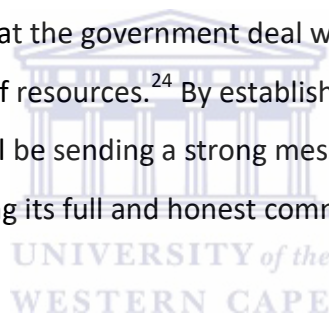 at the government deal w
f resources.24 By establish
l be sending a strong mes
g its full and honest comm
UNIVERSITY of the
WESTERN CAPE